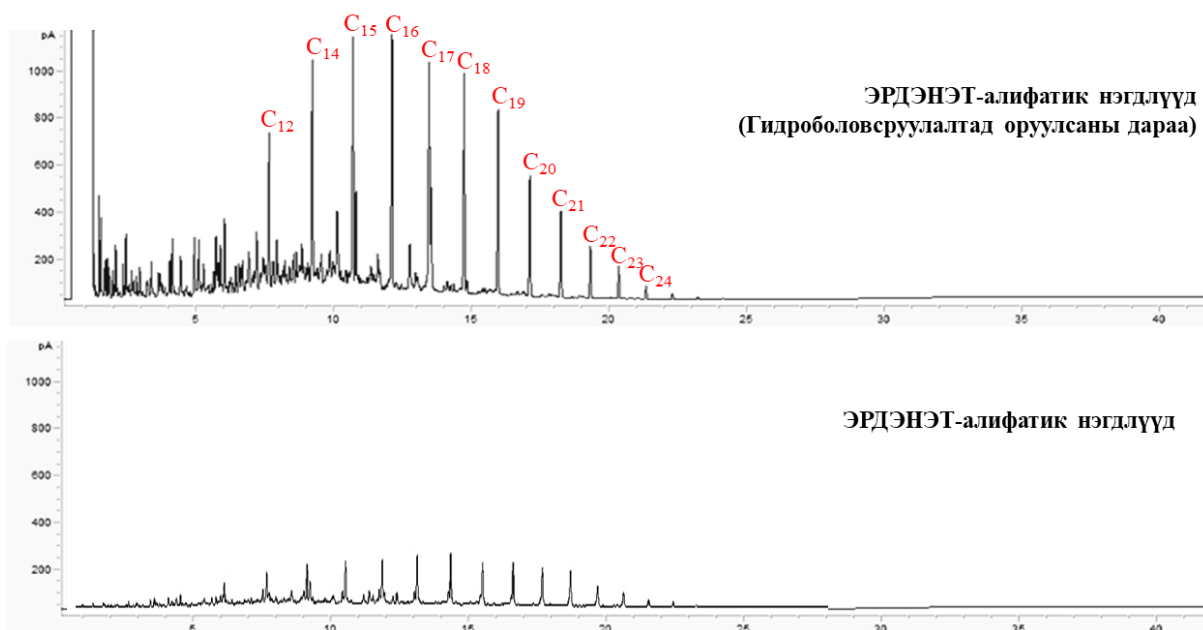 pA
1000
800
600
400
200
C12
C14
C15
C16
C17
C18
C19
C20
C21
C22
C23
C24
ЭРДЭНЭТ-алифатик нэгдлүүд
(Гидроболовсруулалтад оруулсаны дараа)
5 10 15 20 25 30 35 40
pA
1000
800
600
400
200
ЭРДЭНЭТ-алифатик нэгдлүүд
5 10 15 20 25 30 35 40